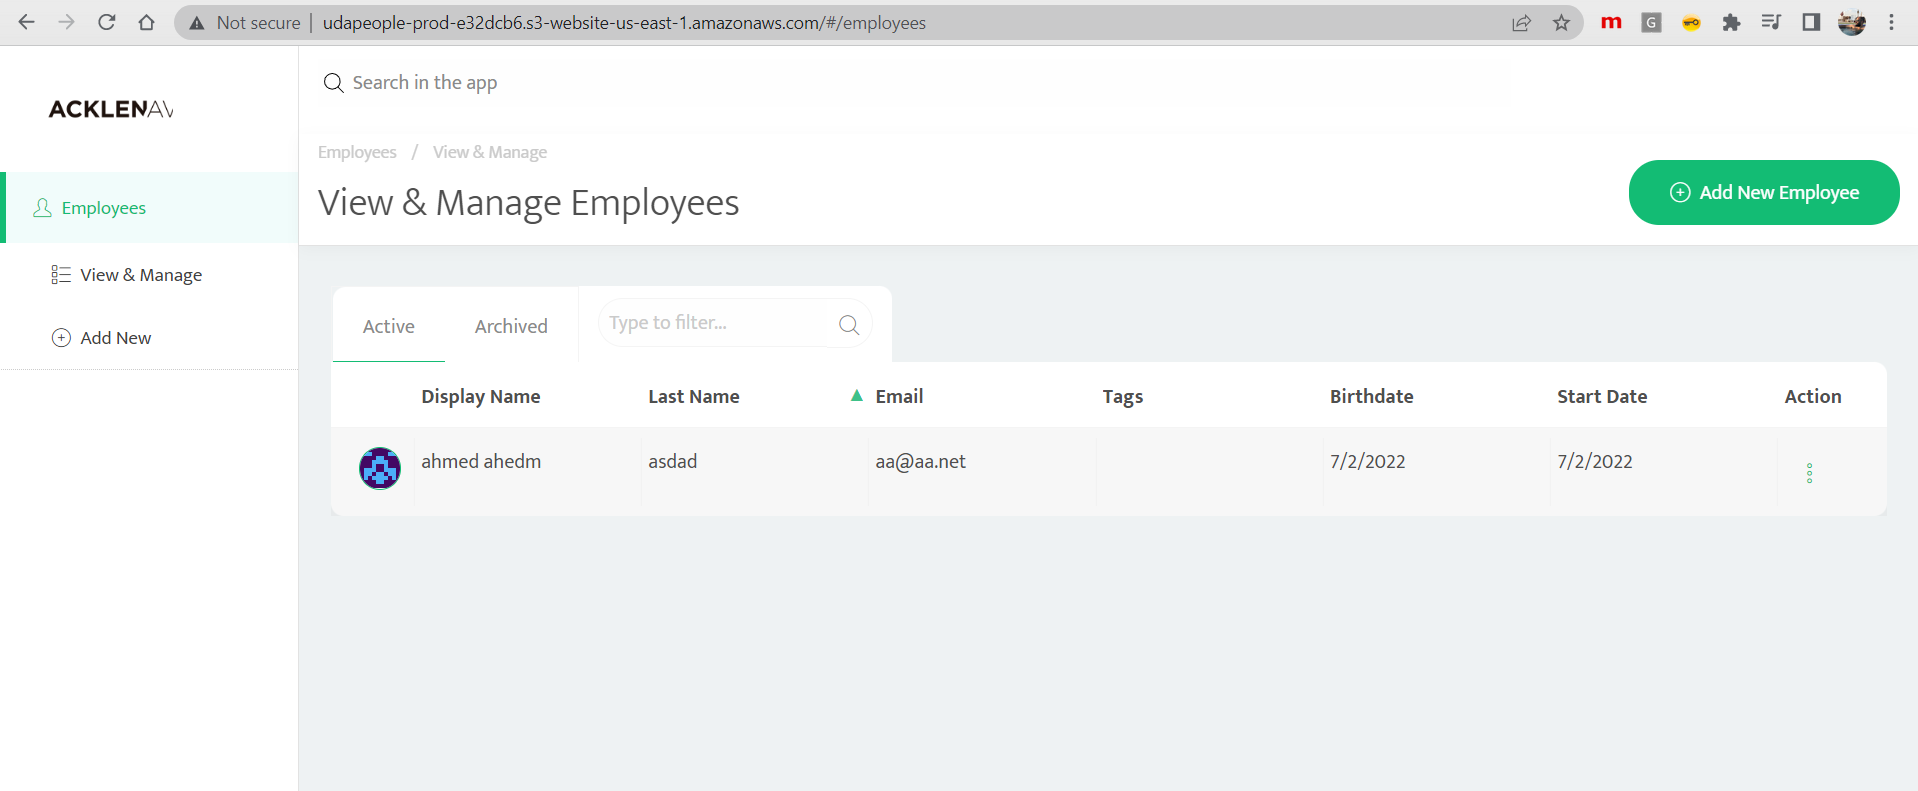 Not secure | udapeople-prod-e32dcb6.s3-website-us-east-1.amazonaws.com/#/employees
m G
ACKLENAV
Search in the app
Employees / View & Manage
View & Manage Employees
Add New Employee
Employees
View & Manage
Add New
Active Archived Type to filter...
Display Name Last Name ▲ Email Tags Birthdate Start Date Action
ahmed ahedm asdad aa@aa.net 7/2/2022 7/2/2022